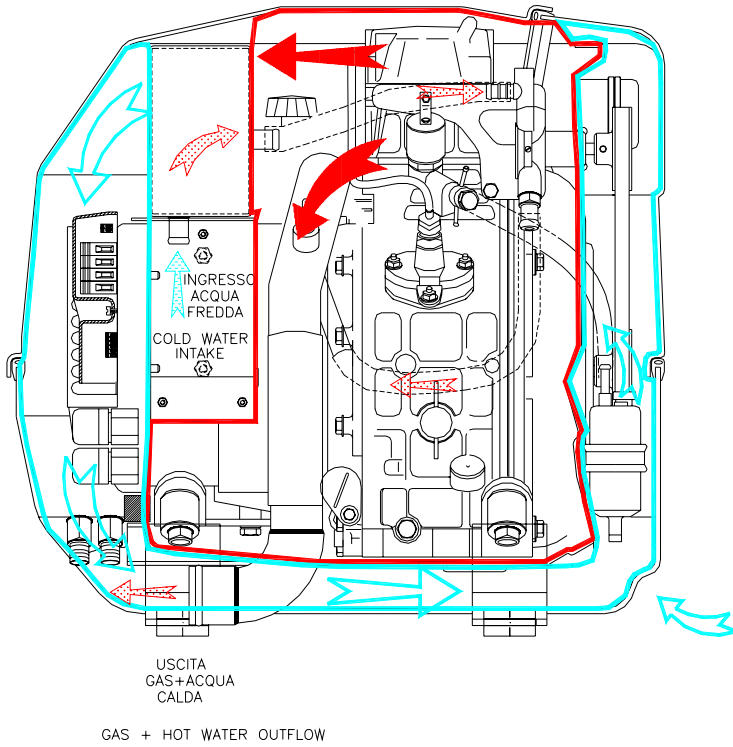 INGRESSO
ACQUA
FREDDA
COLD WATER
INTAKE
USCITA
GAS+ACQUA
CALDA
GAS + HOT WATER OUTFLOW